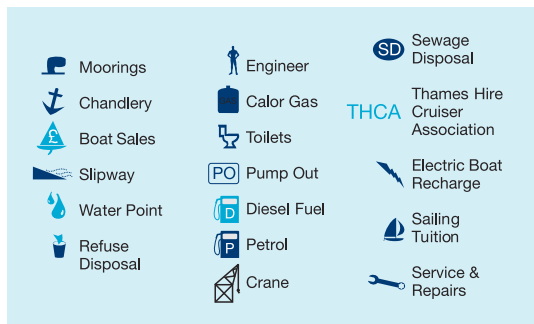 Moorings
Chandlery
£ Boat Sales
Slipway
Water Point
Refuse
Disposal
Engineer
GAS Calor Gas
Toilets
PO Pump Out
D Diesel Fuel
P Petrol
Crane
SD Sewage
Disposal
THCA Thames Hire
Cruiser
Association
Electric Boat
Recharge
Sailing
Tuition
Service &
Repairs